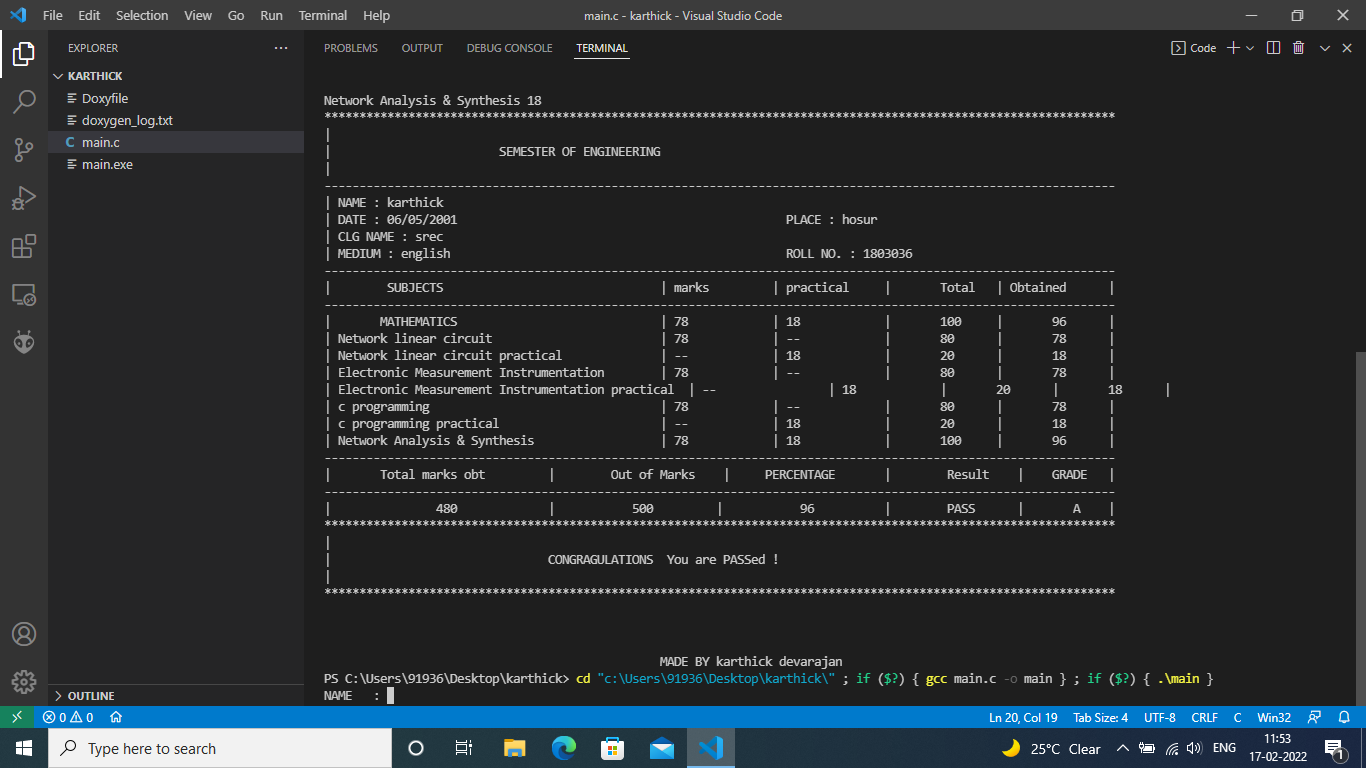 File Edit Selection View Go Run Terminal Help main.c - karthick - Visual Studio Code
EXPLORER ··· PROBLEMS OUTPUT DEBUG CONSOLE TERMINAL Code
KARTHICK
Doxyfile
doxygen_log.txt
C main.c
main.exe
Network Analysis & Synthesis 18
*****************************************************************************************************************
|
| SEMESTER OF ENGINEERING
|
-----------------------------------------------------------------------------------------------------------------
| NAME : karthick
| DATE : 06/05/2001 PLACE : hosur
| CLG NAME : srec
| MEDIUM : english ROLL NO. : 1803036
-----------------------------------------------------------------------------------------------------------------
| SUBJECTS | marks | practical | Total | Obtained |
-----------------------------------------------------------------------------------------------------------------
| MATHEMATICS | 78 | 18 | 100 | 96 |
| Network linear circuit | 78 | -- | 80 | 78 |
| Network linear circuit practical | -- | 18 | 20 | 18 |
| Electronic Measurement Instrumentation | 78 | -- | 80 | 78 |
| Electronic Measurement Instrumentation practical | -- | 18 | 20 | 18 |
| c programming | 78 | -- | 80 | 78 |
| c programming practical | -- | 18 | 20 | 18 |
| Network Analysis & Synthesis | 78 | 18 | 100 | 96 |
-----------------------------------------------------------------------------------------------------------------
| Total marks obt | Out of Marks | PERCENTAGE | Result | GRADE |
-----------------------------------------------------------------------------------------------------------------
| 480 | 500 | 96 | PASS | A |
*****************************************************************************************************************
|
| CONGRAGULATIONS You are PASSed !
|
*****************************************************************************************************************
MADE BY karthick devarajan
PS C:\Users\91936\Desktop\karthick> cd "c:\Users\91936\Desktop\karthick\" ; if ($?) { gcc main.c -o main } ; if ($?) { .\main }
NAME :
OUTLINE
0 0 Ln 20, Col 19 Tab Size: 4 UTF-8 CRLF C Win32
Type here to search 25°C Clear ENG 11:53
17-02-2022 1